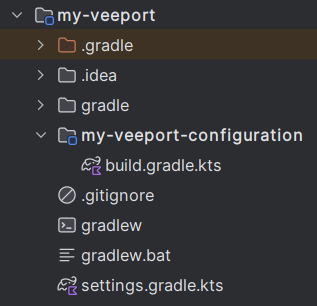 my-veeport
.gradle
.idea
gradle
my-veeport-configuration
build.gradle.kts
.gitignore
gradlew
gradlew.bat
settings.gradle.kts